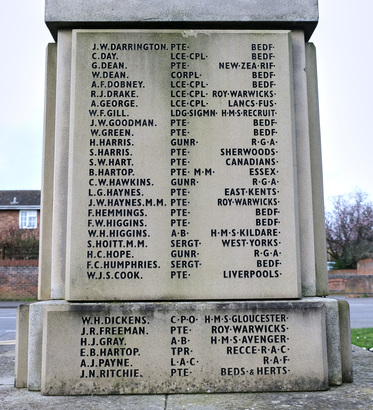 J.W.DARRINGTON. PTE· BEDF·
C.DAY. LCE·CPL· BEDF·
G.DEAN. PTE· NEW·ZEA·RIF·
W.DEAN. CORPL· BEDF·
A.F.DOBNEY. LCE·CPL· BEDF·
R.J.DRAKE. LCE·CPL· ROY·WARWICKS·
A.GEORGE. LCE·CPL· LANCS·FUS·
W.F.GILL. LDG·SIGMN· H·M·S·RECRUIT·
J.W.GOODMAN. PTE· BEDF·
W.GREEN. PTE· BEDF·
H.HARRIS. GUNR· R·G·A·
S.HARRIS. PTE· SHERWOODS·
S.W.HART. PTE· CANADIANS·
B.HARTOP. PTE· M·M· ESSEX·
C.W.HAWKINS. GUNR· R·G·A·
L.G.HAYNES. PTE· EAST·KENTS·
J.W.HAYNES.M.M. PTE· ROY·WARWICKS·
F.HEMMINGS. PTE· BEDF·
F.W.HIGGINS. PTE· BEDF·
W.H.HIGGINS. A·B· H·M·S·KILDARE·
S.HOITT.M.M. SERGT· WEST·YORKS·
H.C.HOPE. GUNR· R·G·A·
F.C.HUMPHRIES. SERGT· BEDF·
W.J.S.COOK. PTE· LIVERPOOLS·
W.H.DICKENS. C·P·O· H·M·S·GLOUCESTER·
J.R.FREEMAN. PTE· ROY·WARWICKS·
H.J.GRAY. A·B· H·M·S·AVENGER·
E.B.HARTOP. TPR· RECCE·R·A·C·
A.J.PAYNE. L·A·C· R·A·F·
J.N.RITCHIE. PTE· BEDS·&HERTS·